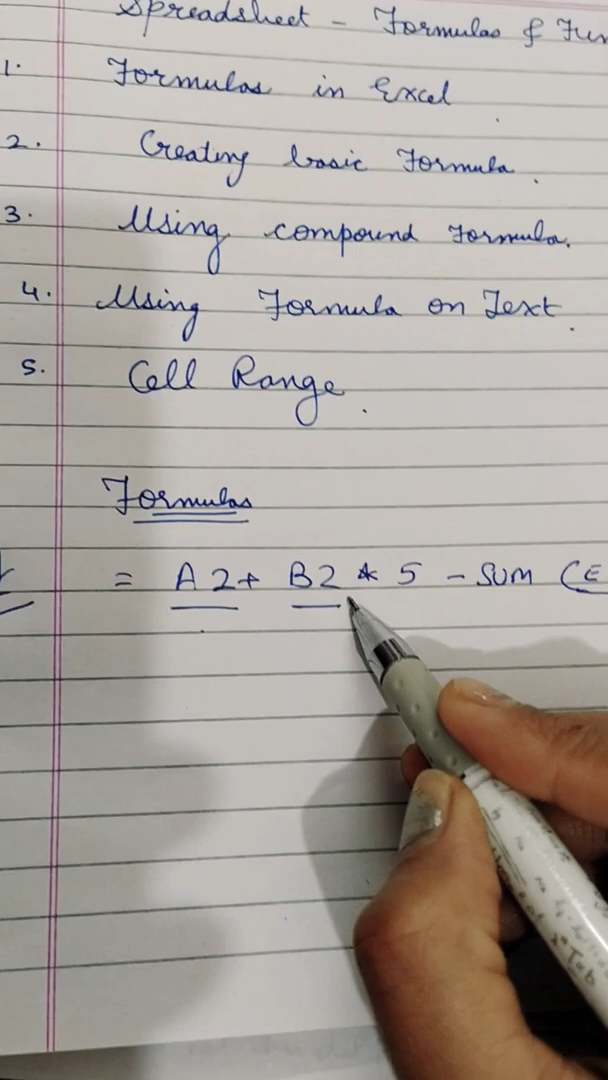 Spreadsheet - Formulas & Fun
1. Formulas in Excel
2. Creating basic Formula.
3. Using compound Formula.
4. Using Formula on Text.
5. Cell Range.
Formulas
= A2 + B2 * 5 - SUM (E